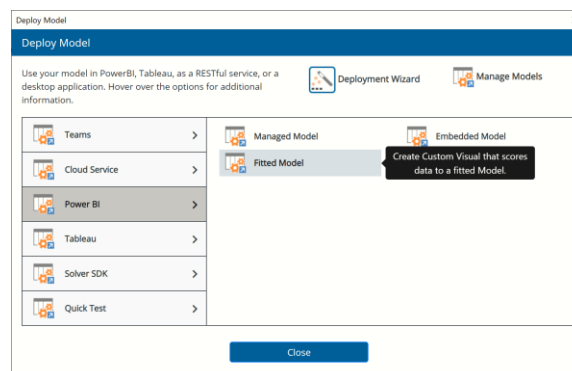 Deploy Model
Deploy Model
Use your model in PowerBI, Tableau, as a RESTful service, or a
desktop application. Hover over the options for additional
information.
Deployment Wizard
Manage Models
Teams
Cloud Service
Power BI
Tableau
Solver SDK
Quick Test
Managed Model
Embedded Model
Fitted Model
Create Custom Visual that scores
data to a fitted Model.
Close